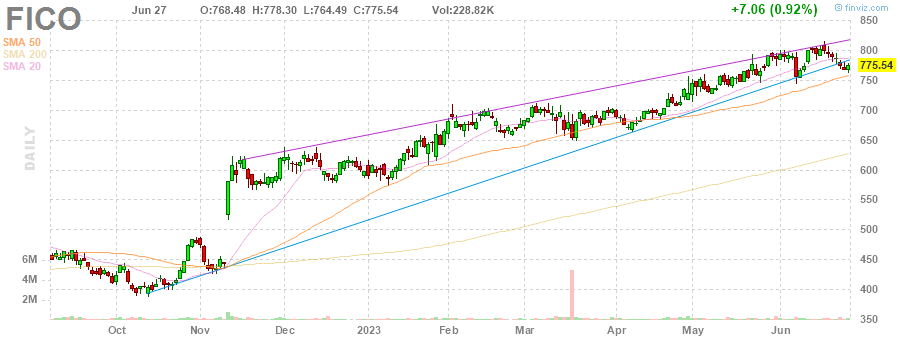 FICO Jun 27 O:768.48 H:778.30 L:764.49 C:775.54 Vol:228.82K +7.06 (0.92%) © finviz.com
SMA 50
SMA 200
SMA 20
DAILY
850
800
775.54
750
700
650
600
550
500
450
400
350
6M
4M
2M
Oct Nov Dec 2023 Feb Mar Apr May Jun